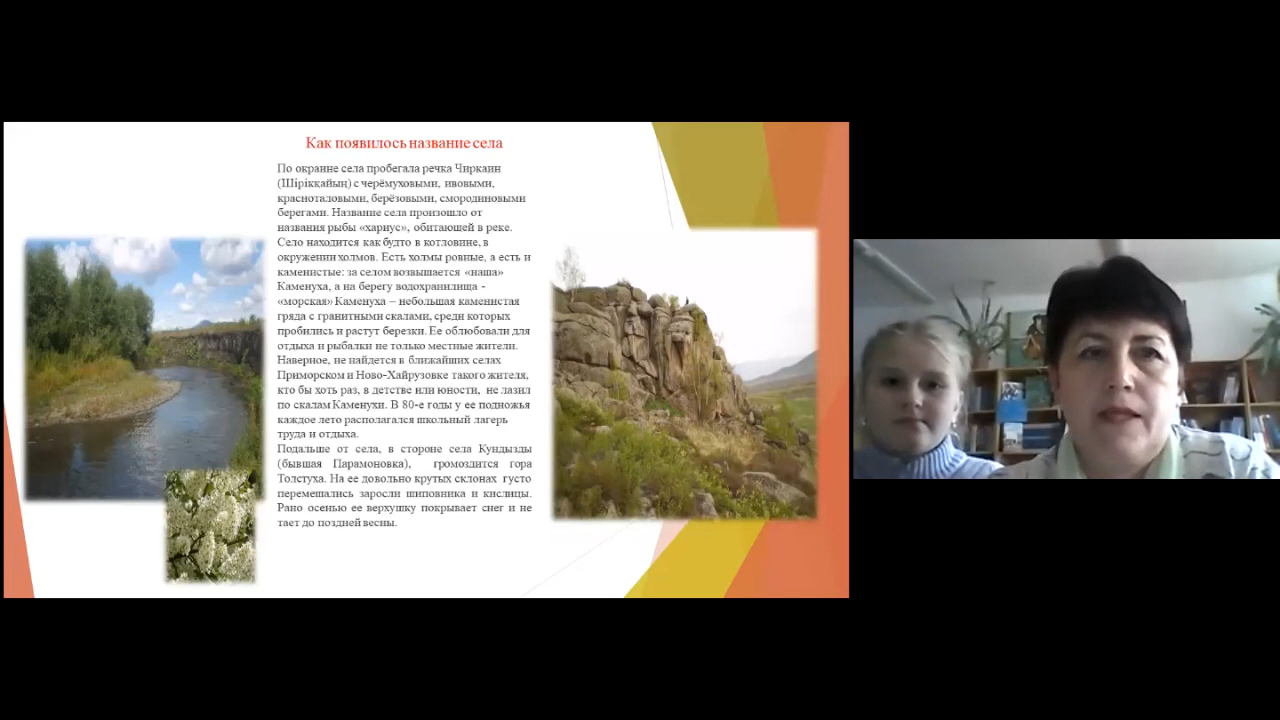 Как появилось название села
По окраине села пробегала речка Чиркаин
(Шіріккайың) с черёмуховыми, ивовыми,
красноталовыми, берёзовыми, смородиновыми
берегами. Название села произошло от
названия рыбы «хариус», обитающей в реке.
Село находится как будто в котловине, в
окружении холмов. Есть холмы ровные, а есть и
каменистые: за селом возвышается «наша»
Каменуха, а на берегу водохранилища -
«морская» Каменуха – небольшая каменистая
гряда с гранитными скалами, среди которых
пробились и растут березки. Ее облюбовали для
отдыха и рыбалки не только местные жители.
Наверное, не найдется в ближайших селах
Приморском и Ново-Хайрузовке такого жителя,
кто бы хоть раз, в детстве или юности, не лазил
по скалам Каменухи. В 80-е годы у ее подножья
каждое лето располагался школьный лагерь
труда и отдыха.
Подальше от села, в стороне села Кундызды
(бывшая Парамоновка), громоздится гора
Толстуха. На ее довольно крутых склонах густо
перемешались заросли шиповника и кислицы.
Рано осенью ее верхушку покрывает снег и не
тает до поздней весны.